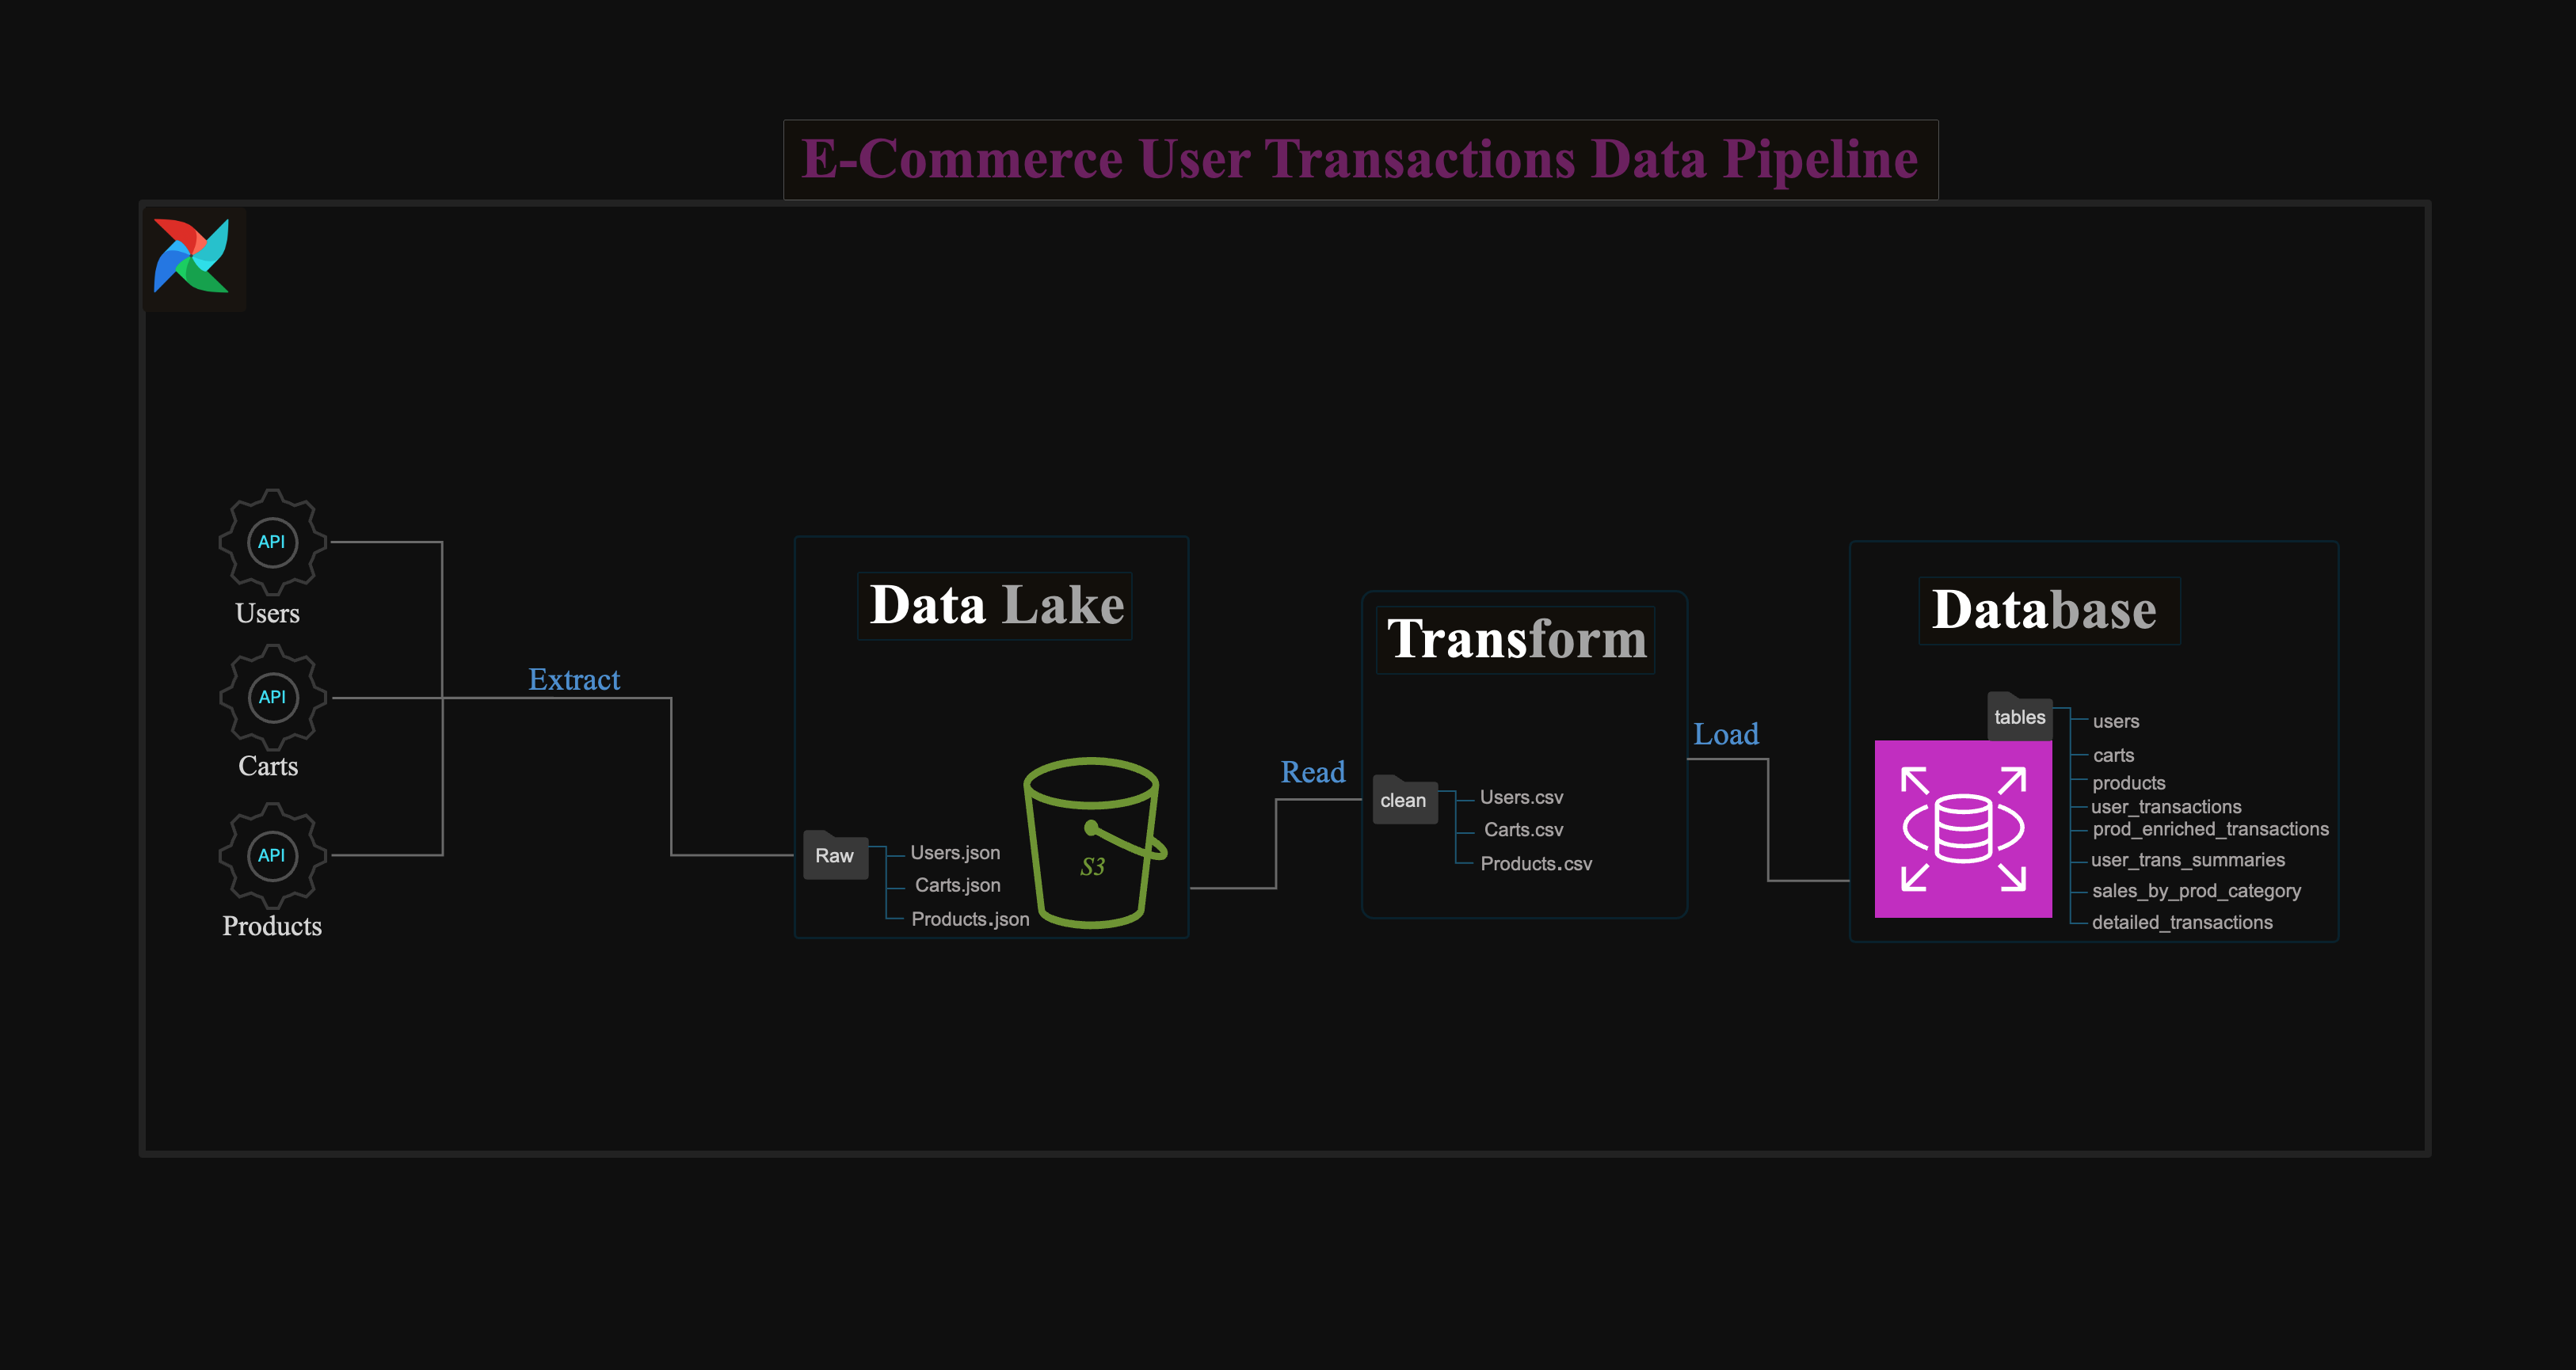 E-Commerce User Transactions Data Pipeline
API
Users
API
Carts
API
Products
Extract
Data Lake
Raw
Users.json
Carts.json
Products.json
S3
Read
Transform
clean
Users.csv
Carts.csv
Products.csv
Load
Database
tables
users
carts
products
user_transactions
prod_enriched_transactions
user_trans_summaries
sales_by_prod_category
detailed_transactions